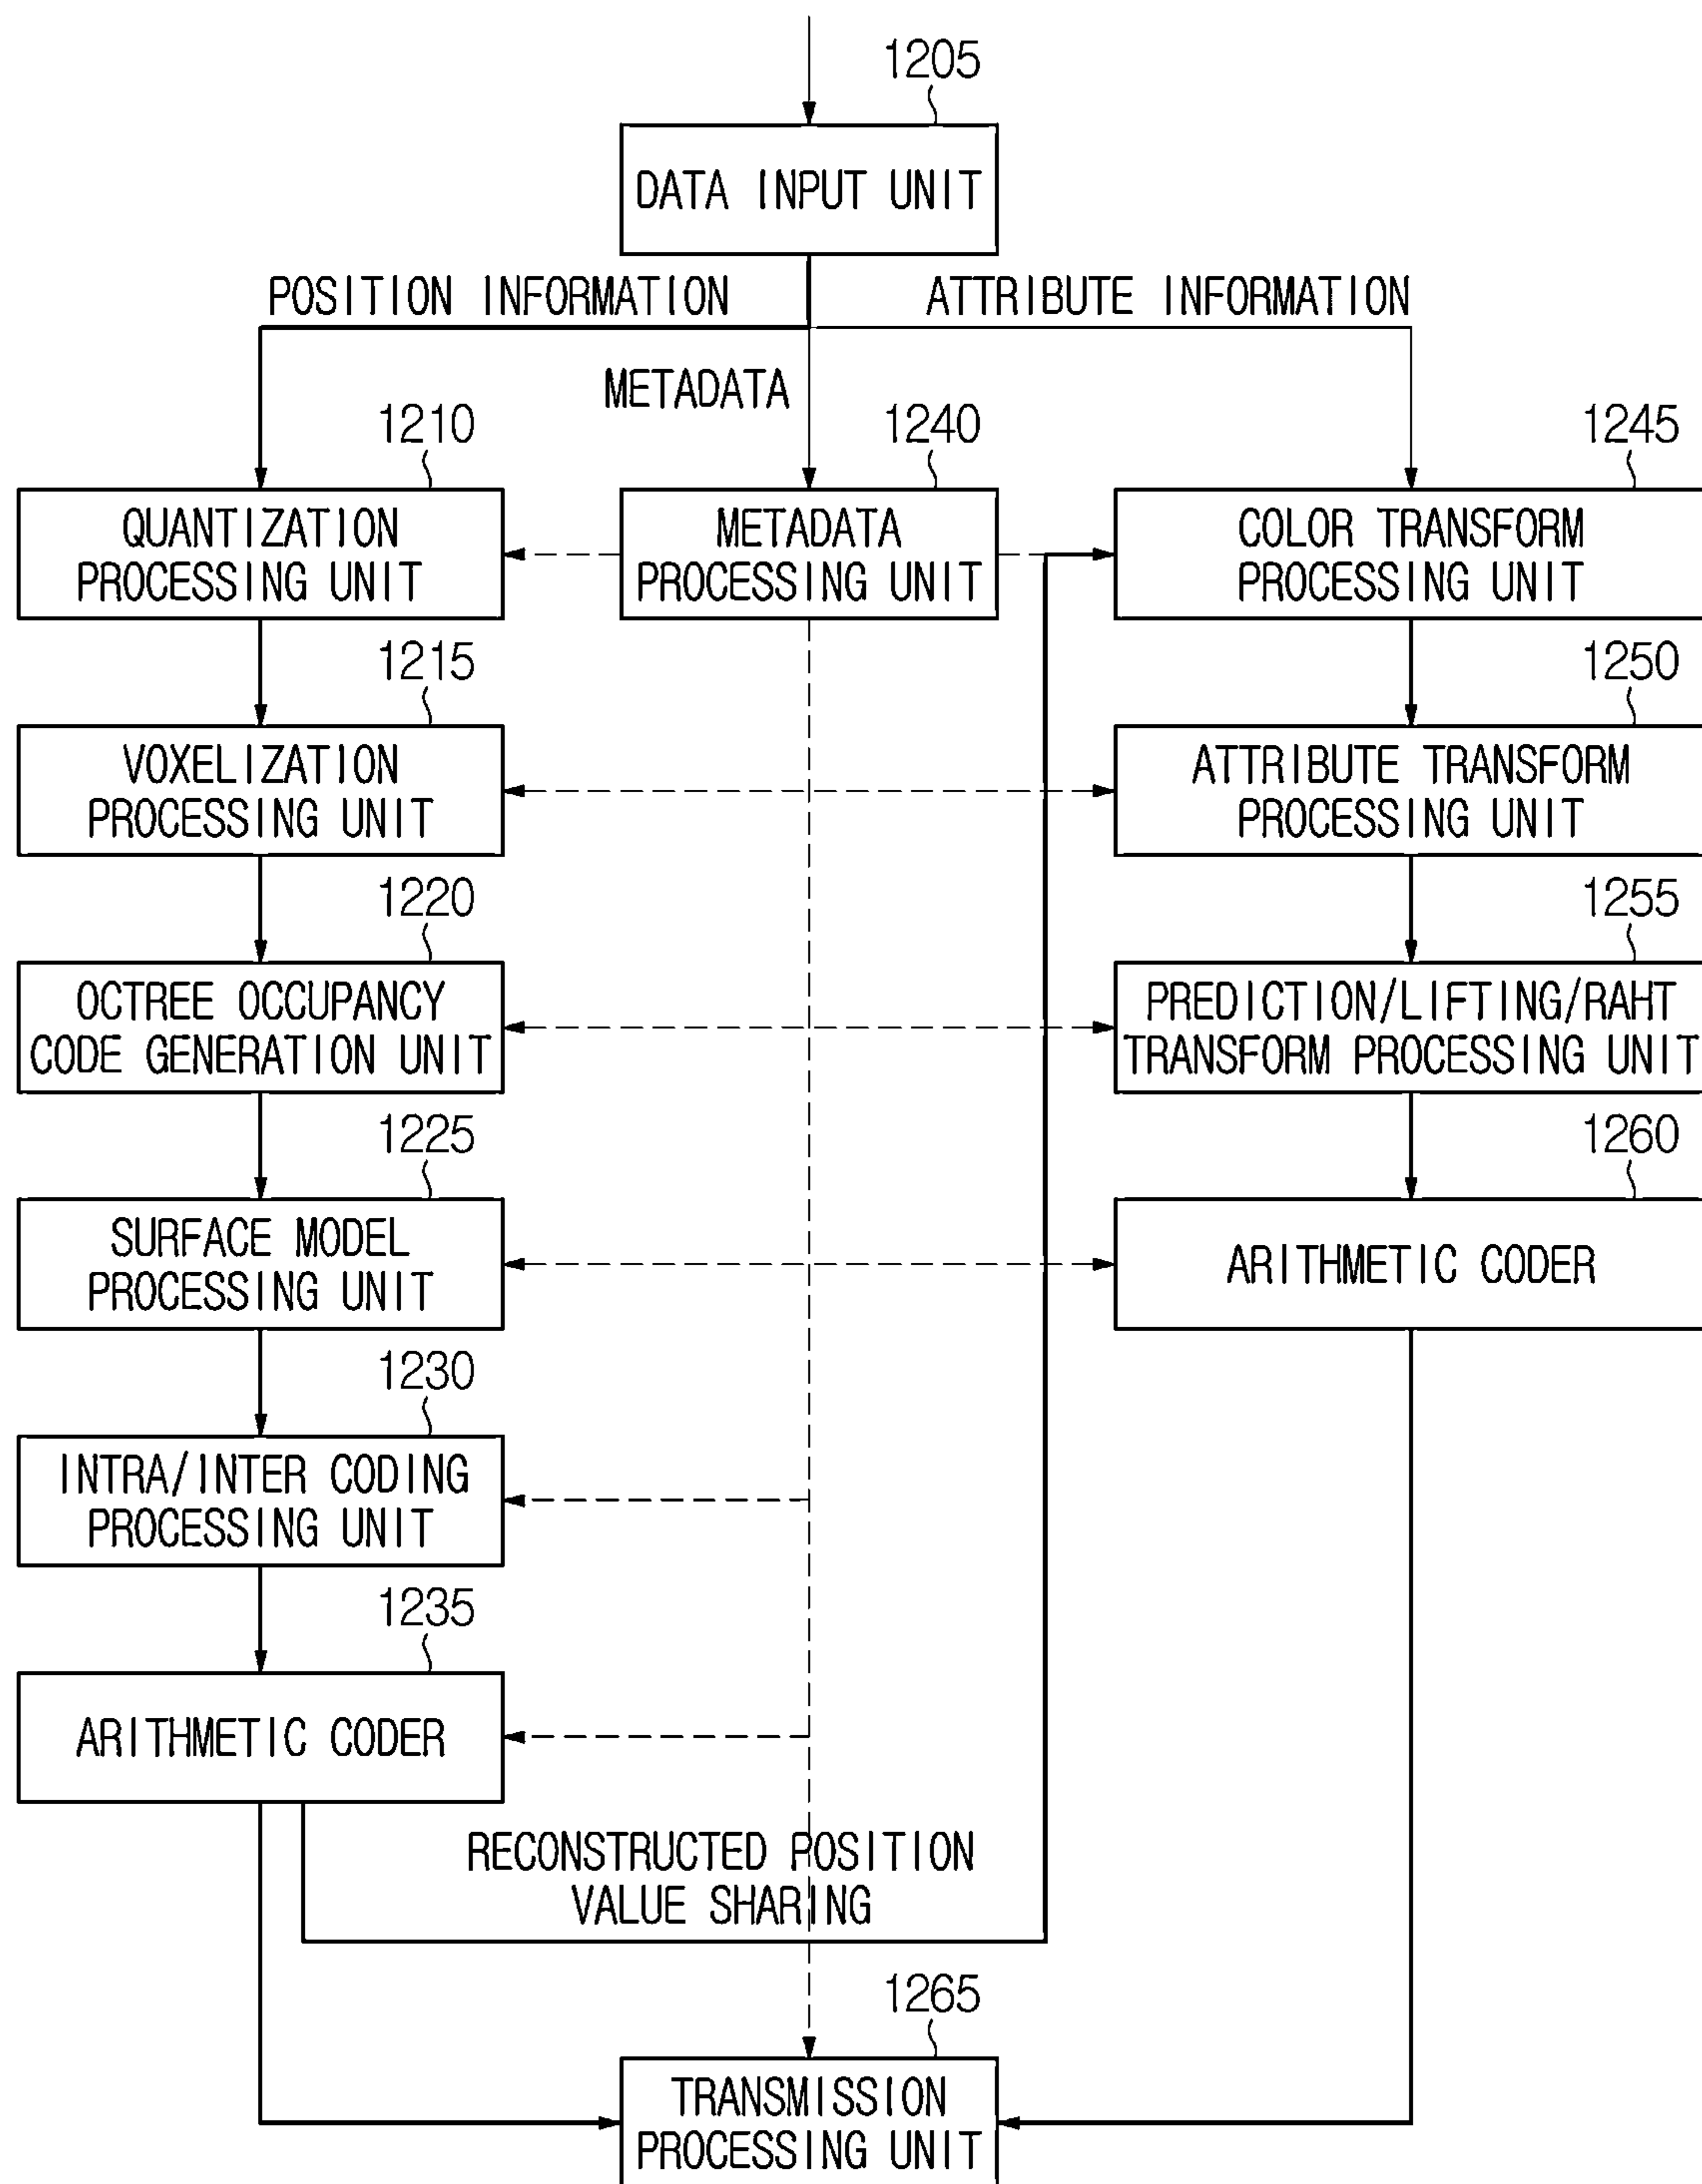 1205
DATA INPUT UNIT
POSITION INFORMATION
ATTRIBUTE INFORMATION
METADATA
1210
1240
1245
QUANTIZATION
PROCESSING UNIT
METADATA
PROCESSING UNIT
COLOR TRANSFORM
PROCESSING UNIT
1215
1250
VOXELIZATION
PROCESSING UNIT
ATTRIBUTE TRANSFORM
PROCESSING UNIT
1220
1255
OCTREE OCCUPANCY
CODE GENERATION UNIT
PREDICTION/LIFTING/RAHT
TRANSFORM PROCESSING UNIT
1225
1260
SURFACE MODEL
PROCESSING UNIT
ARITHMETIC CODER
1230
INTRA/INTER CODING
PROCESSING UNIT
1235
ARITHMETIC CODER
RECONSTRUCTED POSITION
VALUE SHARING
1265
TRANSMISSION
PROCESSING UNIT